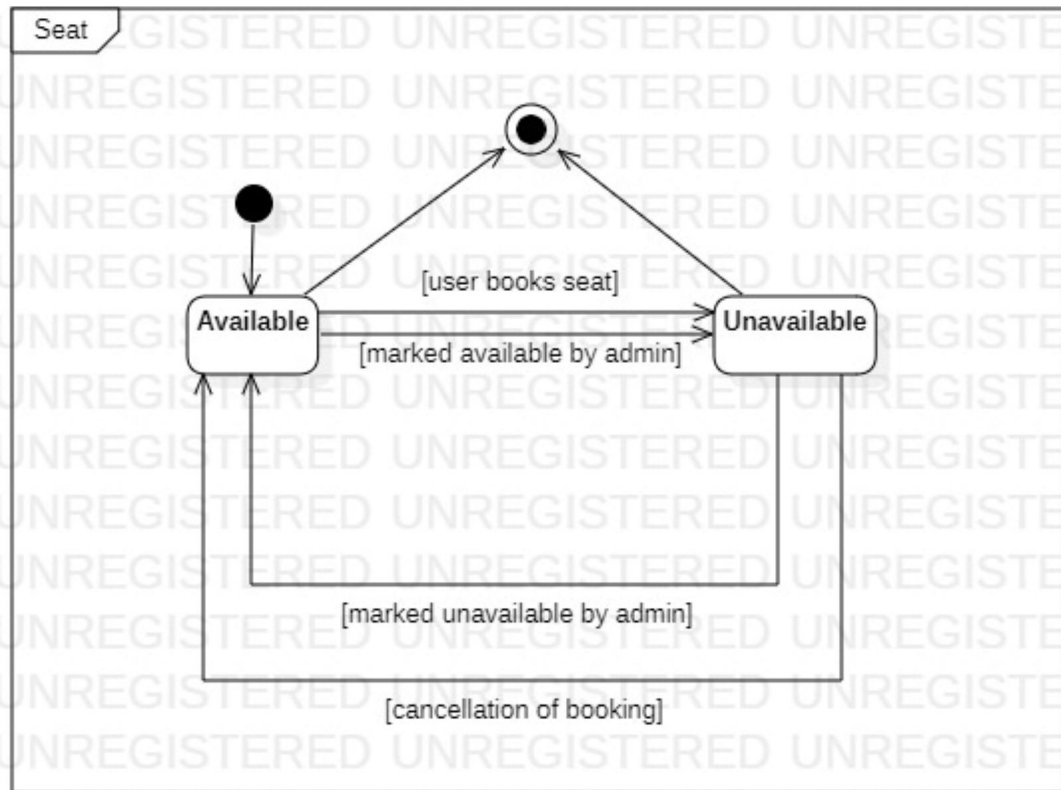 Seat
[user books seat]
Available
Unavailable
[marked available by admin]
[marked unavailable by admin]
[cancellation of booking]
UNREGISTERED UNREGISTERED UNREGISTE